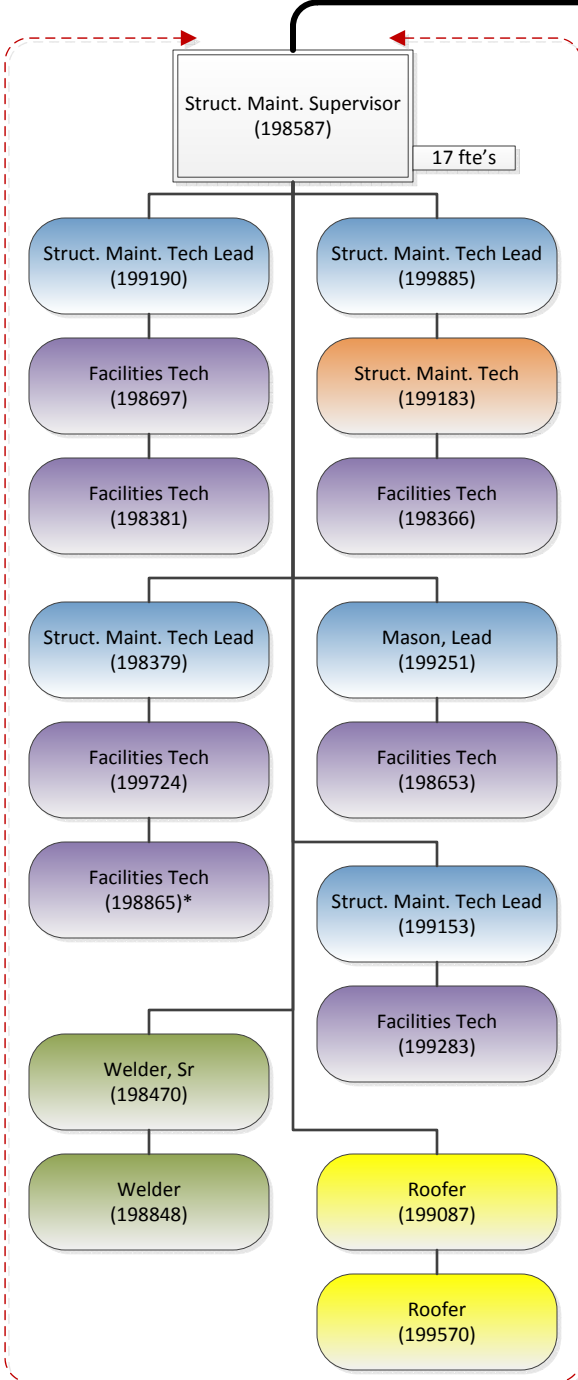 Struct. Maint. Supervisor
(198587)
17 fte's
Struct. Maint. Tech Lead
(199190)
Struct. Maint. Tech Lead
(199885)
Facilities Tech
(198697)
Struct. Maint. Tech
(199183)
Facilities Tech
(198381)
Facilities Tech
(198366)
Struct. Maint. Tech Lead
(198379)
Mason, Lead
(199251)
Facilities Tech
(199724)
Facilities Tech
(198653)
Facilities Tech
(198865)*
Struct. Maint. Tech Lead
(199153)
Facilities Tech
(199283)
Welder, Sr
(198470)
Welder
(198848)
Roofer
(199087)
Roofer
(199570)